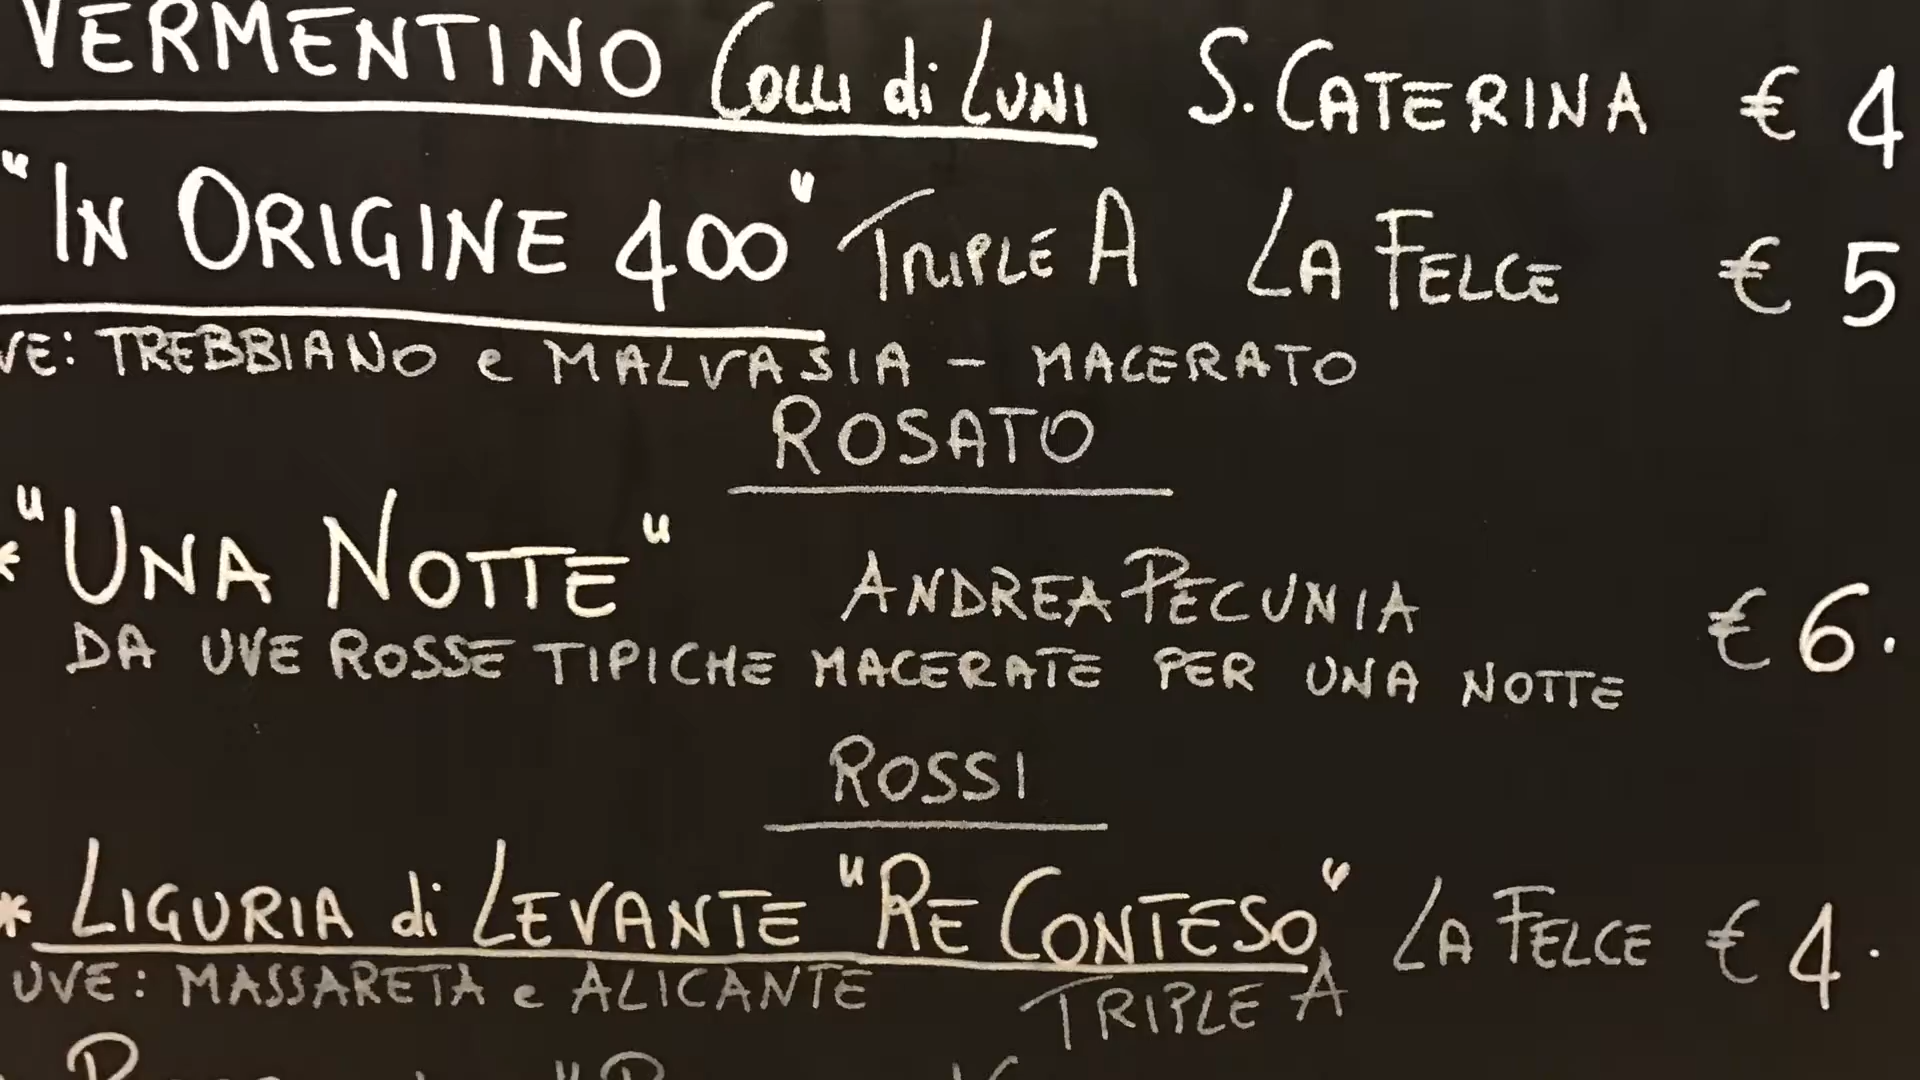 VERMENTINO Colli di Luni S. CATERINA € 4
"IN ORIGINE 400" TRIPLE A LA FELCE € 5
VE: TREBBIANO e MALVASIA - MACERATO
ROSATO
* "UNA NOTTE" ANDREA PECUNIA € 6.
DA UVE ROSSE TIPICHE MACERATE PER UNA NOTTE
ROSSI
* LIGURIA di LEVANTE "RE CONTESO" LA FELCE € 4.
UVE: MASSARETA e ALICANTE TRIPLE A